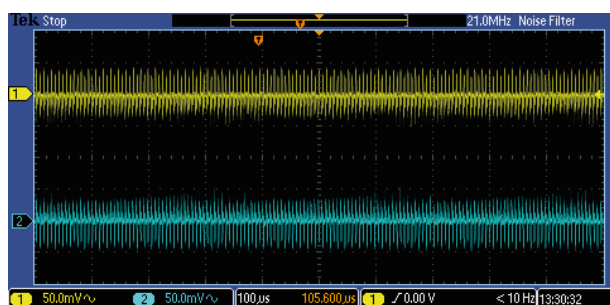 Tek Stop
21.0MHz Noise Filter
T
T
1
2
1 50.0mV∿ 2 50.0mV∿ 100µs 105.600µs 1 ∫ 0.00 V <10 Hz 13:30:32